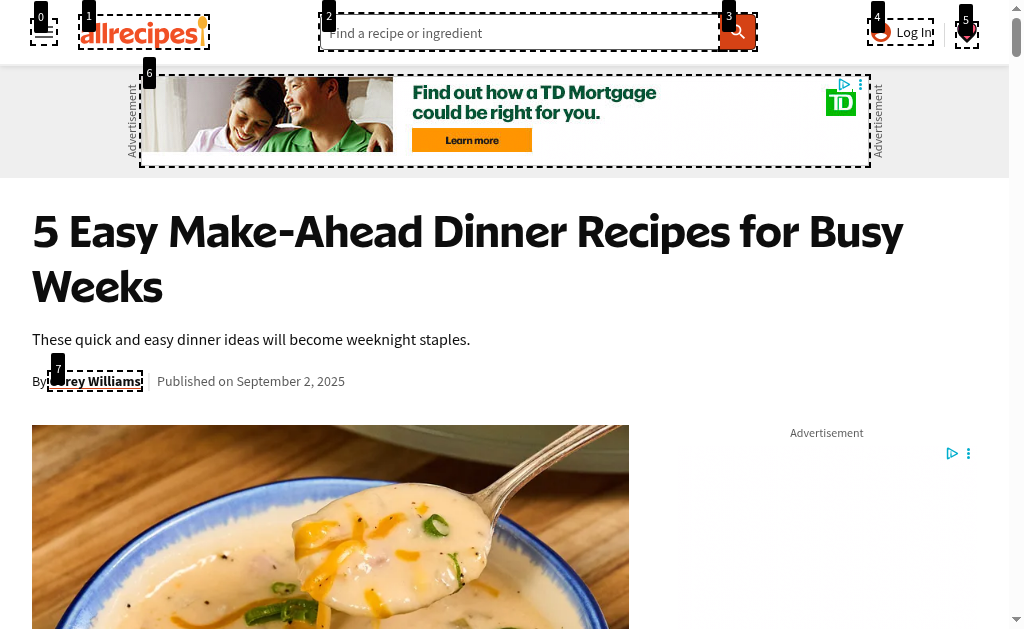 0
1
2
3
4
5
allrecipes
Find a recipe or ingredient
Log In
6
Advertisement
Find out how a TD Mortgage
could be right for you.
Learn more
TD
Advertisement
5 Easy Make-Ahead Dinner Recipes for Busy
Weeks
These quick and easy dinner ideas will become weeknight staples.
7
By rey Williams
Published on September 2, 2025
Advertisement